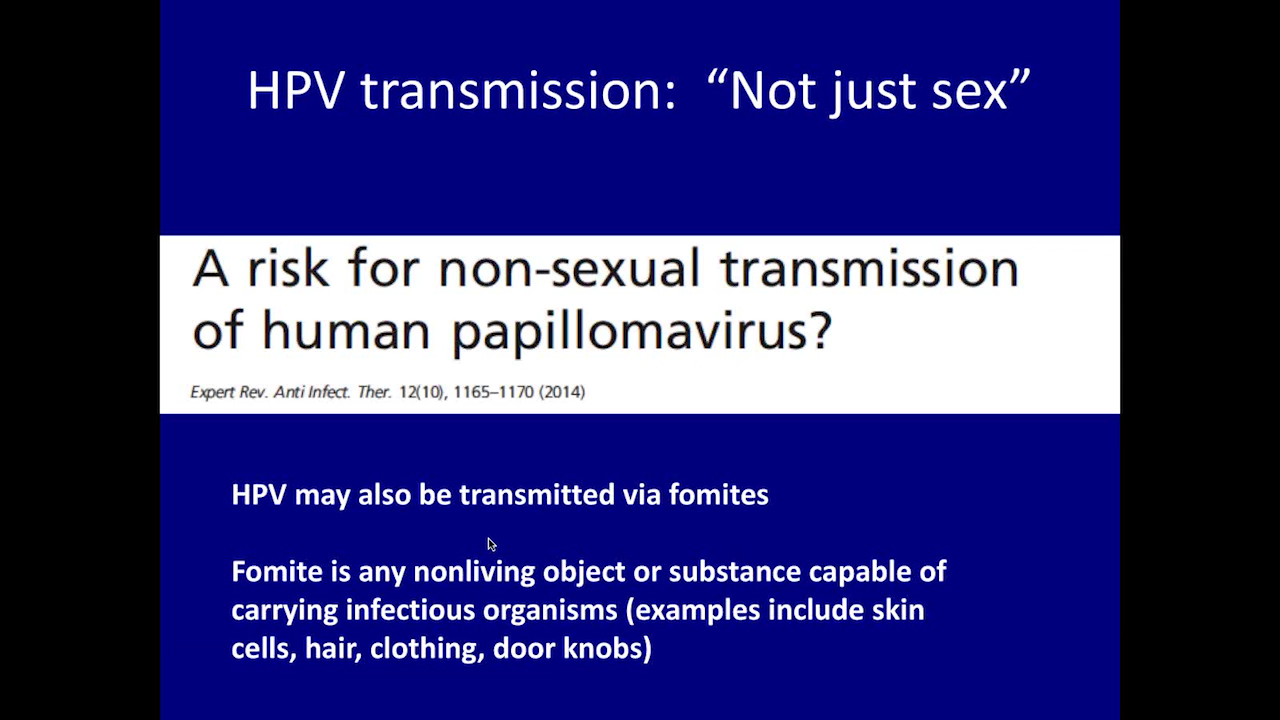 HPV transmission:  “Not just sex”
A risk for non-sexual transmission
of human papillomavirus?
Expert Rev. Anti Infect. Ther. 12(10), 1165–1170 (2014)
HPV may also be transmitted via fomites
Fomite is any nonliving object or substance capable of
carrying infectious organisms (examples include skin
cells, hair, clothing, door knobs)